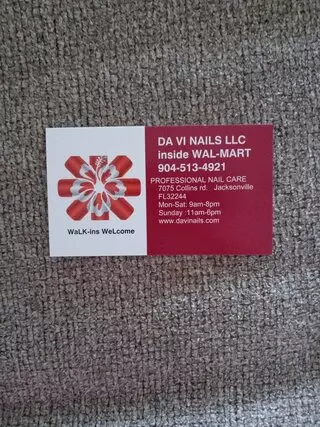 DA VI NAILS LLC
inside WAL-MART
904-513-4921
PROFESSIONAL NAIL CARE
7075 Collins rd. Jacksonville
FL32244
Mon-Sat: 9am-8pm
Sunday :11am-6pm
www.davinails.com
WaLK-ins WeLcome